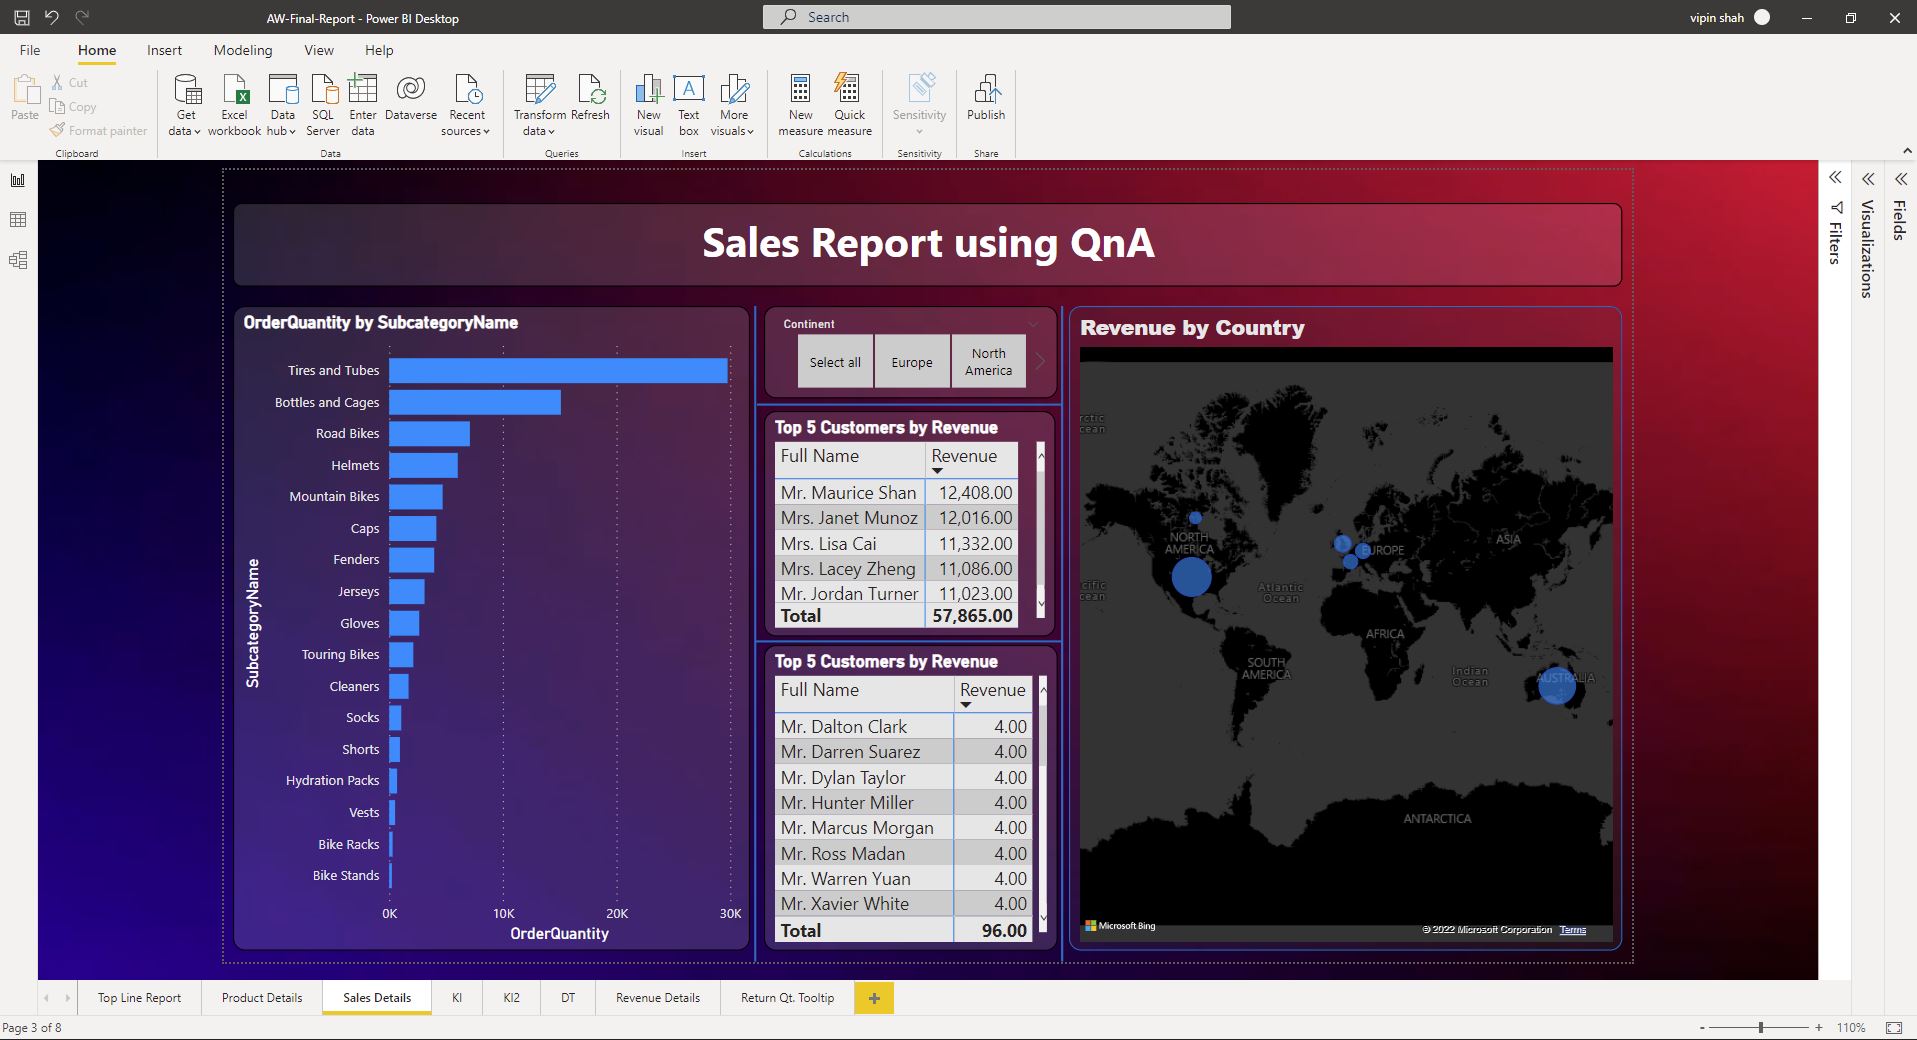 AW-Final-Report - Power BI Desktop
Search
vipin shah
File Home Insert Modeling View Help
Paste
Cut
Copy
Format painter
Clipboard
Get data
Excel workbook
Data hub
SQL Server
Enter data
Dataverse
Recent sources
Data
Transform data
Refresh
Queries
New visual
Text box
More visuals
Insert
New measure
Quick measure
Calculations
Sensitivity
Sensitivity
Publish
Share
Sales Report using QnA
OrderQuantity by SubcategoryName
SubcategoryName
Tires and Tubes
Bottles and Cages
Road Bikes
Helmets
Mountain Bikes
Caps
Fenders
Jerseys
Gloves
Touring Bikes
Cleaners
Socks
Shorts
Hydration Packs
Vests
Bike Racks
Bike Stands
0K 10K 20K 30K
OrderQuantity
Continent
Select all
Europe
North America
Top 5 Customers by Revenue
Full Name Revenue
Mr. Maurice Shan 12,408.00
Mrs. Janet Munoz 12,016.00
Mrs. Lisa Cai 11,332.00
Mrs. Lacey Zheng 11,086.00
Mr. Jordan Turner 11,023.00
Total 57,865.00
Top 5 Customers by Revenue
Full Name Revenue
Mr. Dalton Clark 4.00
Mr. Darren Suarez 4.00
Mr. Dylan Taylor 4.00
Mr. Hunter Miller 4.00
Mr. Marcus Morgan 4.00
Mr. Ross Madan 4.00
Mr. Warren Yuan 4.00
Mr. Xavier White 4.00
Total 96.00
Revenue by Country
rctic
cean
NORTH
AMERICA
EUROPE
ASIA
cific
cean
Atlantic
Ocean
AFRICA
SOUTH
AMERICA
Indian
Ocean
AUSTRALIA
ANTARCTICA
Microsoft Bing
© 2022 Microsoft Corporation Terms
Filters
Visualizations
Fields
Top Line Report
Product Details
Sales Details
KI
KI2
DT
Revenue Details
Return Qt. Tooltip
+
Page 3 of 8
- + 110%